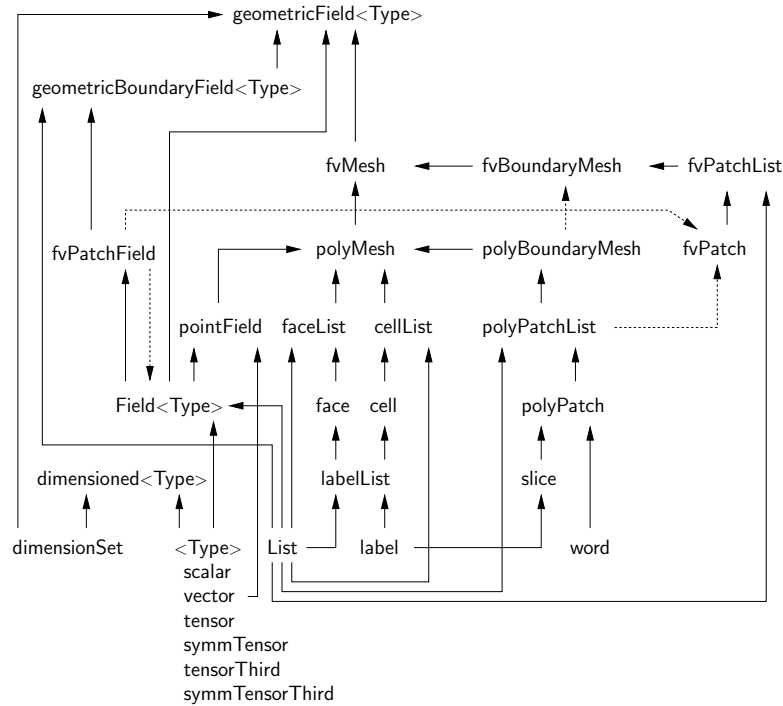 geometricField<Type>
geometricBoundaryField<Type>
fvMesh fvBoundaryMesh fvPatchList
fvPatchField polyMesh polyBoundaryMesh fvPatch
pointField faceList cellList polyPatchList
Field<Type> face cell polyPatch
dimensioned<Type> labelList slice
dimensionSet <Type> List label word
scalar
vector
tensor
symmTensor
tensorThird
symmTensorThird